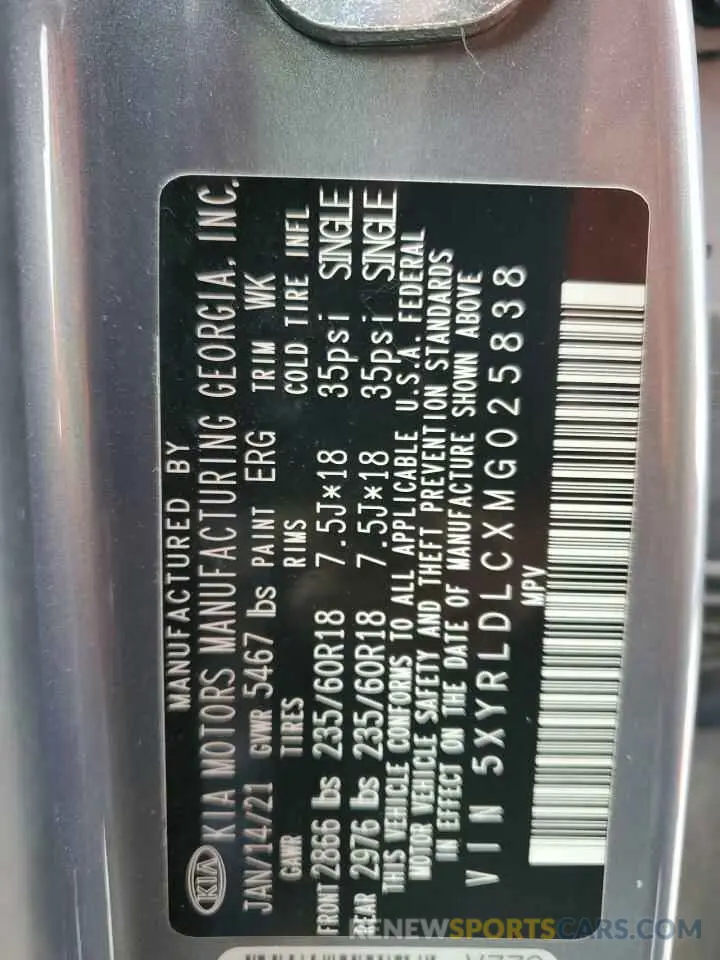 MANUFACTURED BY
KIA KIA MOTORS MANUFACTURING GEORGIA, INC.
JAN/14/21 GVWR 5467 lbs PAINT ERG TRIM WK
GAWR TIRES RIMS COLD TIRE INFL
FRONT 2866 lbs 235/60R18 7.5J*18 35psi SINGLE
REAR 2976 lbs 235/60R18 7.5J*18 35psi SINGLE
THIS VEHICLE CONFORMS TO ALL APPLICABLE U.S.A. FEDERAL
MOTOR VEHICLE SAFETY AND THEFT PREVENTION STANDARDS
IN EFFECT ON THE DATE OF MANUFACTURE SHOWN ABOVE
VIN 5XYRLDLCXMG025838
MPV
RENEWSPORTSCARS.COM